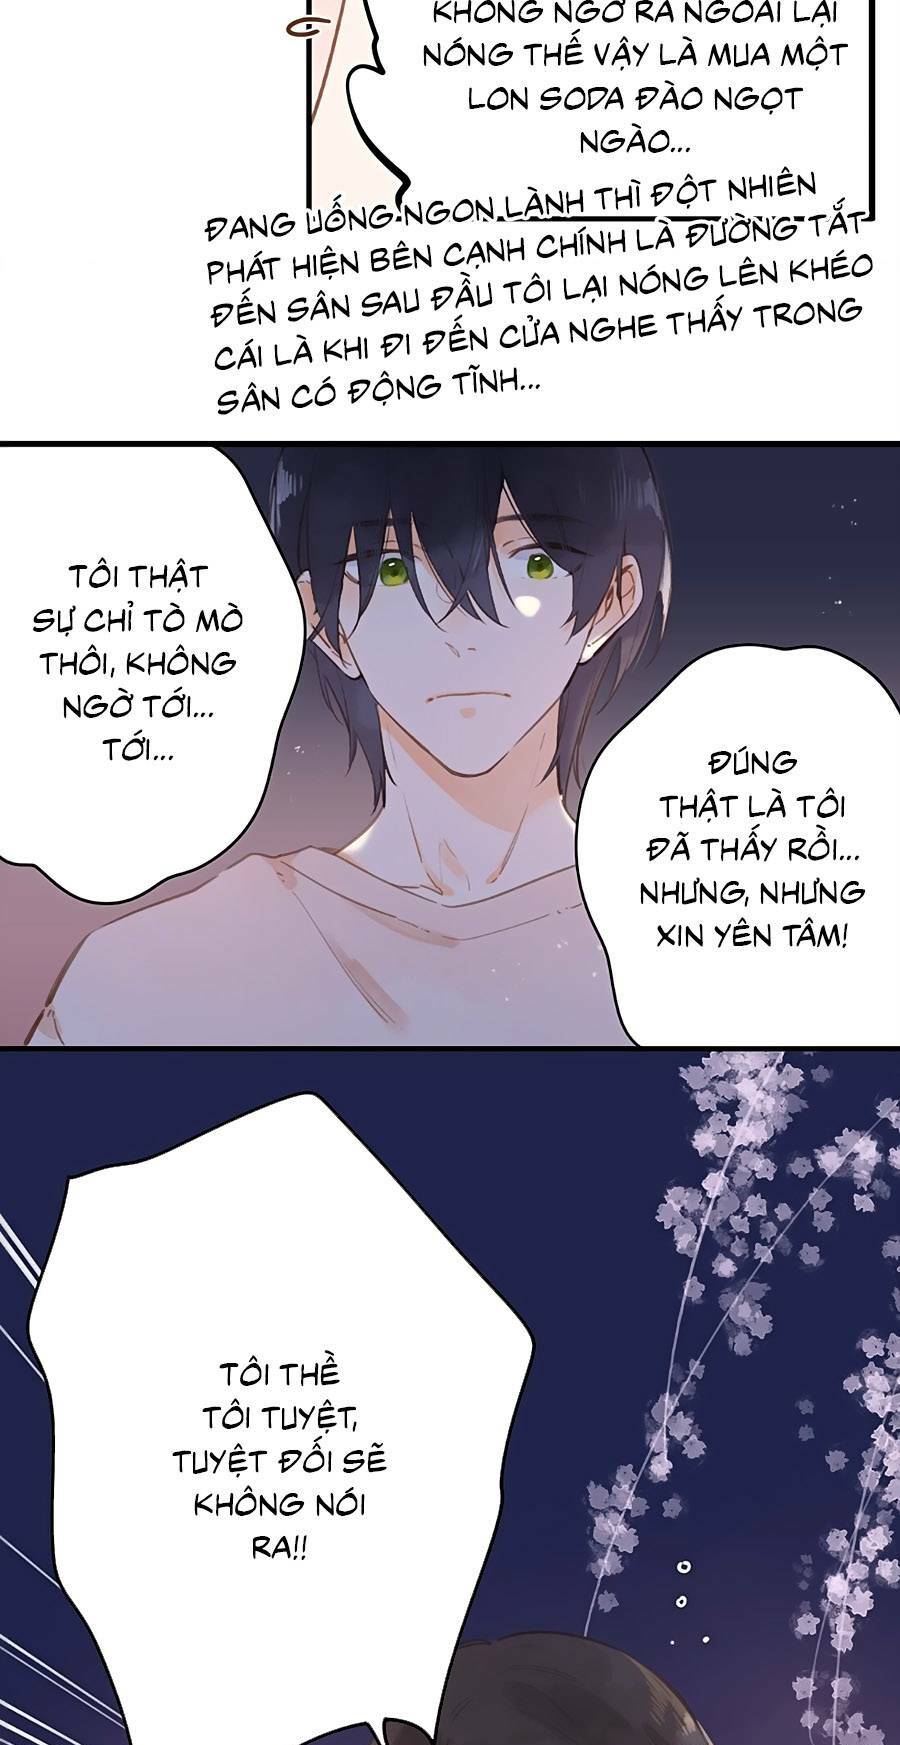 KHÔNG NGỜ RA NGOÀI LẠI
NÓNG THẾ VẬY LÀ MUA MỘT
LON SODA ĐÀO NGỌT
NGÀO...
ĐANG UỐNG NGON LÀNH THÌ ĐỘT NHIÊN
PHÁT HIỆN BÊN CẠNH CHÍNH LÀ ĐƯỜNG TẮT
ĐẾN SÂN SAU ĐẦU TÔI LẠI NÓNG LÊN KHÉO
CÁI LÀ KHI ĐI ĐẾN CỬA NGHE THẤY TRONG
SÂN CÓ ĐỘNG TĨNH...
TÔI THẬT
SỰ CHỈ TÒ MÒ
THÔI, KHÔNG
NGỜ TỚI...
TỚI...
ĐÚNG
THẬT LÀ TÔI
ĐÃ THẤY RỒI...
NHƯNG, NHƯNG
XIN YÊN TÂM!
TÔI THỀ
TÔI TUYỆT,
TUYỆT ĐỐI SẼ
KHÔNG NÓI
RA!!